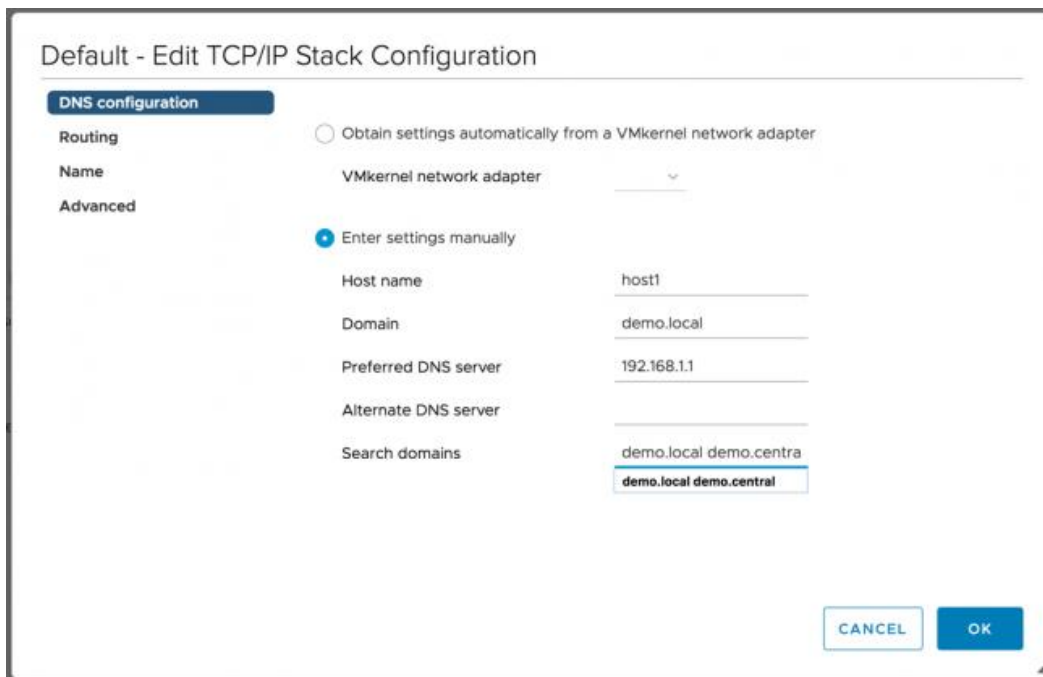 Default - Edit TCP/IP Stack Configuration
DNS configuration
Routing
Name
Advanced
Obtain settings automatically from a VMkernel network adapter
VMkernel network adapter
Enter settings manually
Host name host1
Domain demo.local
Preferred DNS server 192.168.1.1
Alternate DNS server
Search domains demo.local demo.centra
demo.local demo.central
CANCEL OK